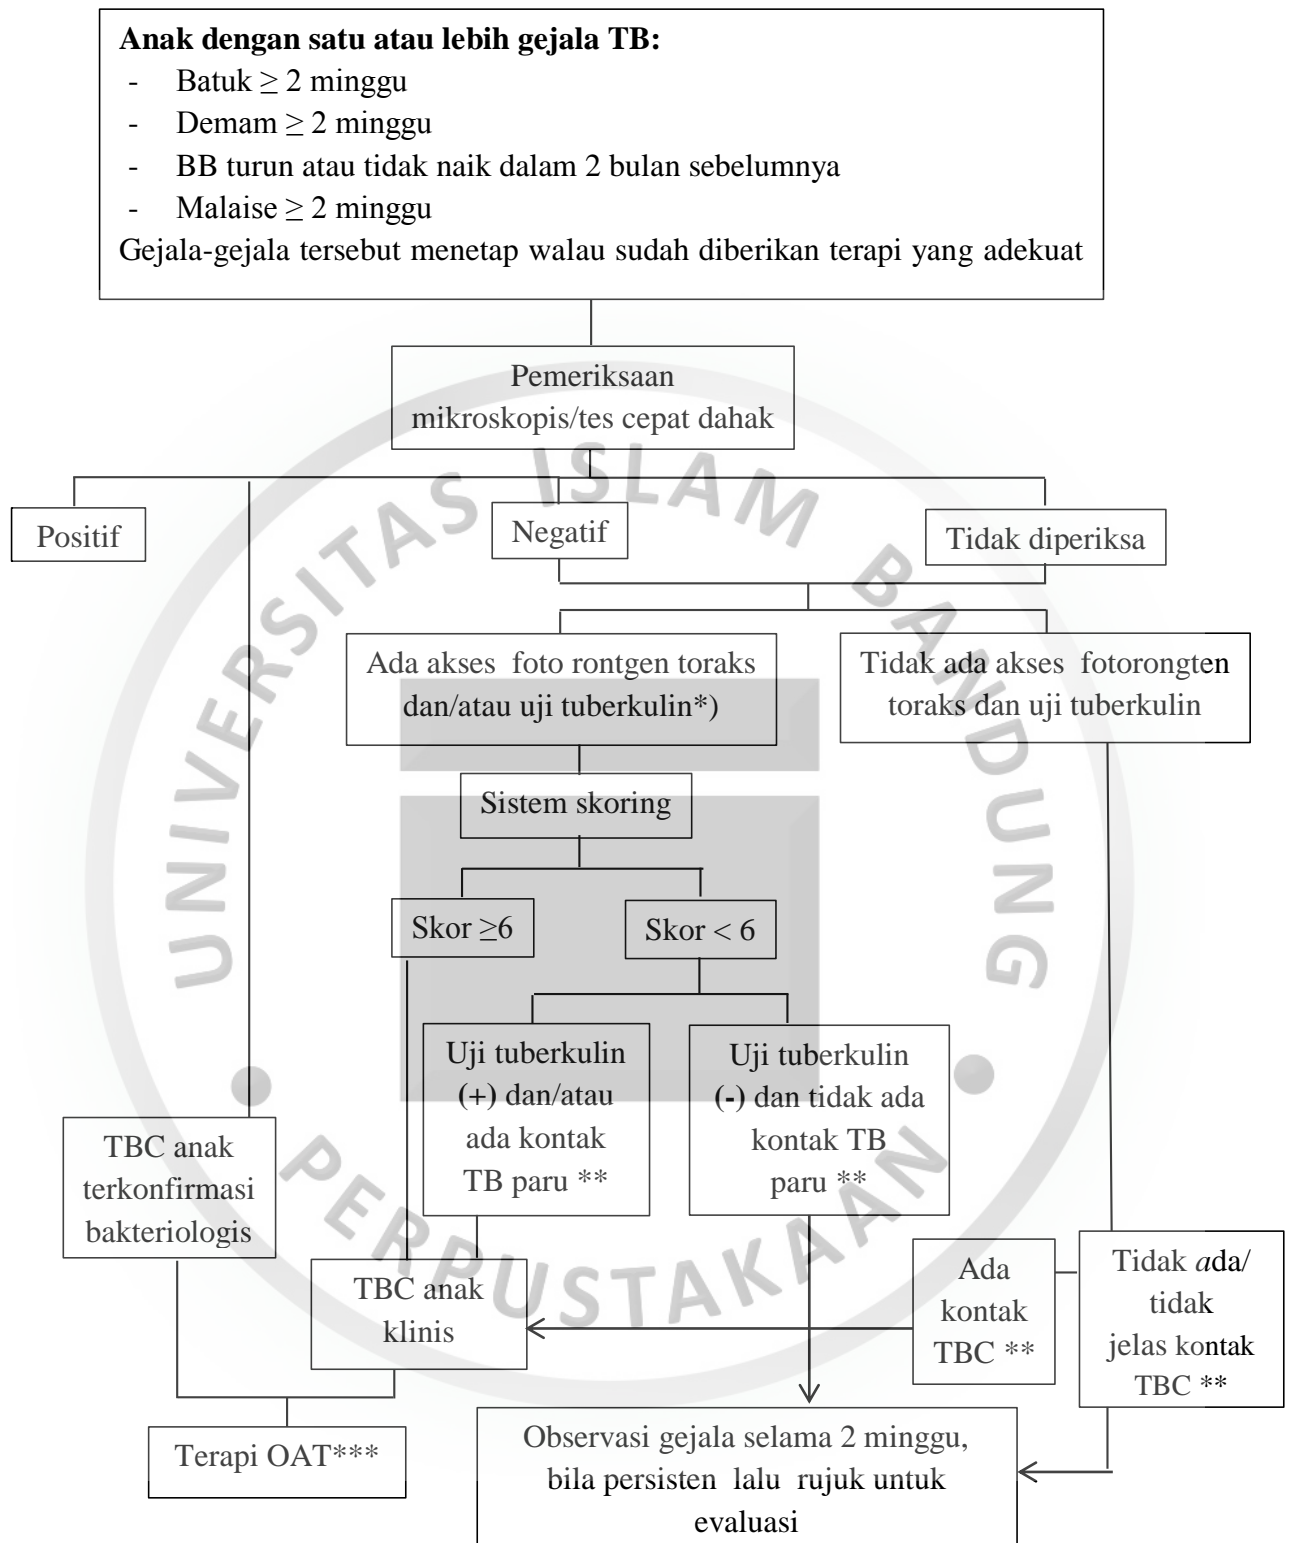 Anak dengan satu atau lebih gejala TB:
- Batuk ≥ 2 minggu
- Demam ≥ 2 minggu
- BB turun atau tidak naik dalam 2 bulan sebelumnya
- Malaise ≥ 2 minggu
Gejala-gejala tersebut menetap walau sudah diberikan terapi yang adekuat
Pemeriksaan
mikroskopis/tes cepat dahak
Positif
Negatif
Tidak diperiksa
Ada akses foto rontgen toraks
dan/atau uji tuberkulin*)
Tidak ada akses fotorongten
toraks dan uji tuberkulin
Sistem skoring
Skor ≥6
Skor < 6
Uji tuberkulin
(+) dan/atau
ada kontak
TB paru **
Uji tuberkulin
(-) dan tidak ada
kontak TB
paru **
TBC anak
terkonfirmasi
bakteriologis
TBC anak
klinis
Ada
kontak
TBC **
Tidak ada/
tidak
jelas kontak
TBC **
Terapi OAT***
Observasi gejala selama 2 minggu,
bila persisten lalu rujuk untuk
evaluasi
UNIVERSITAS ISLAM BANDUNG
PERPUSTAKAAN